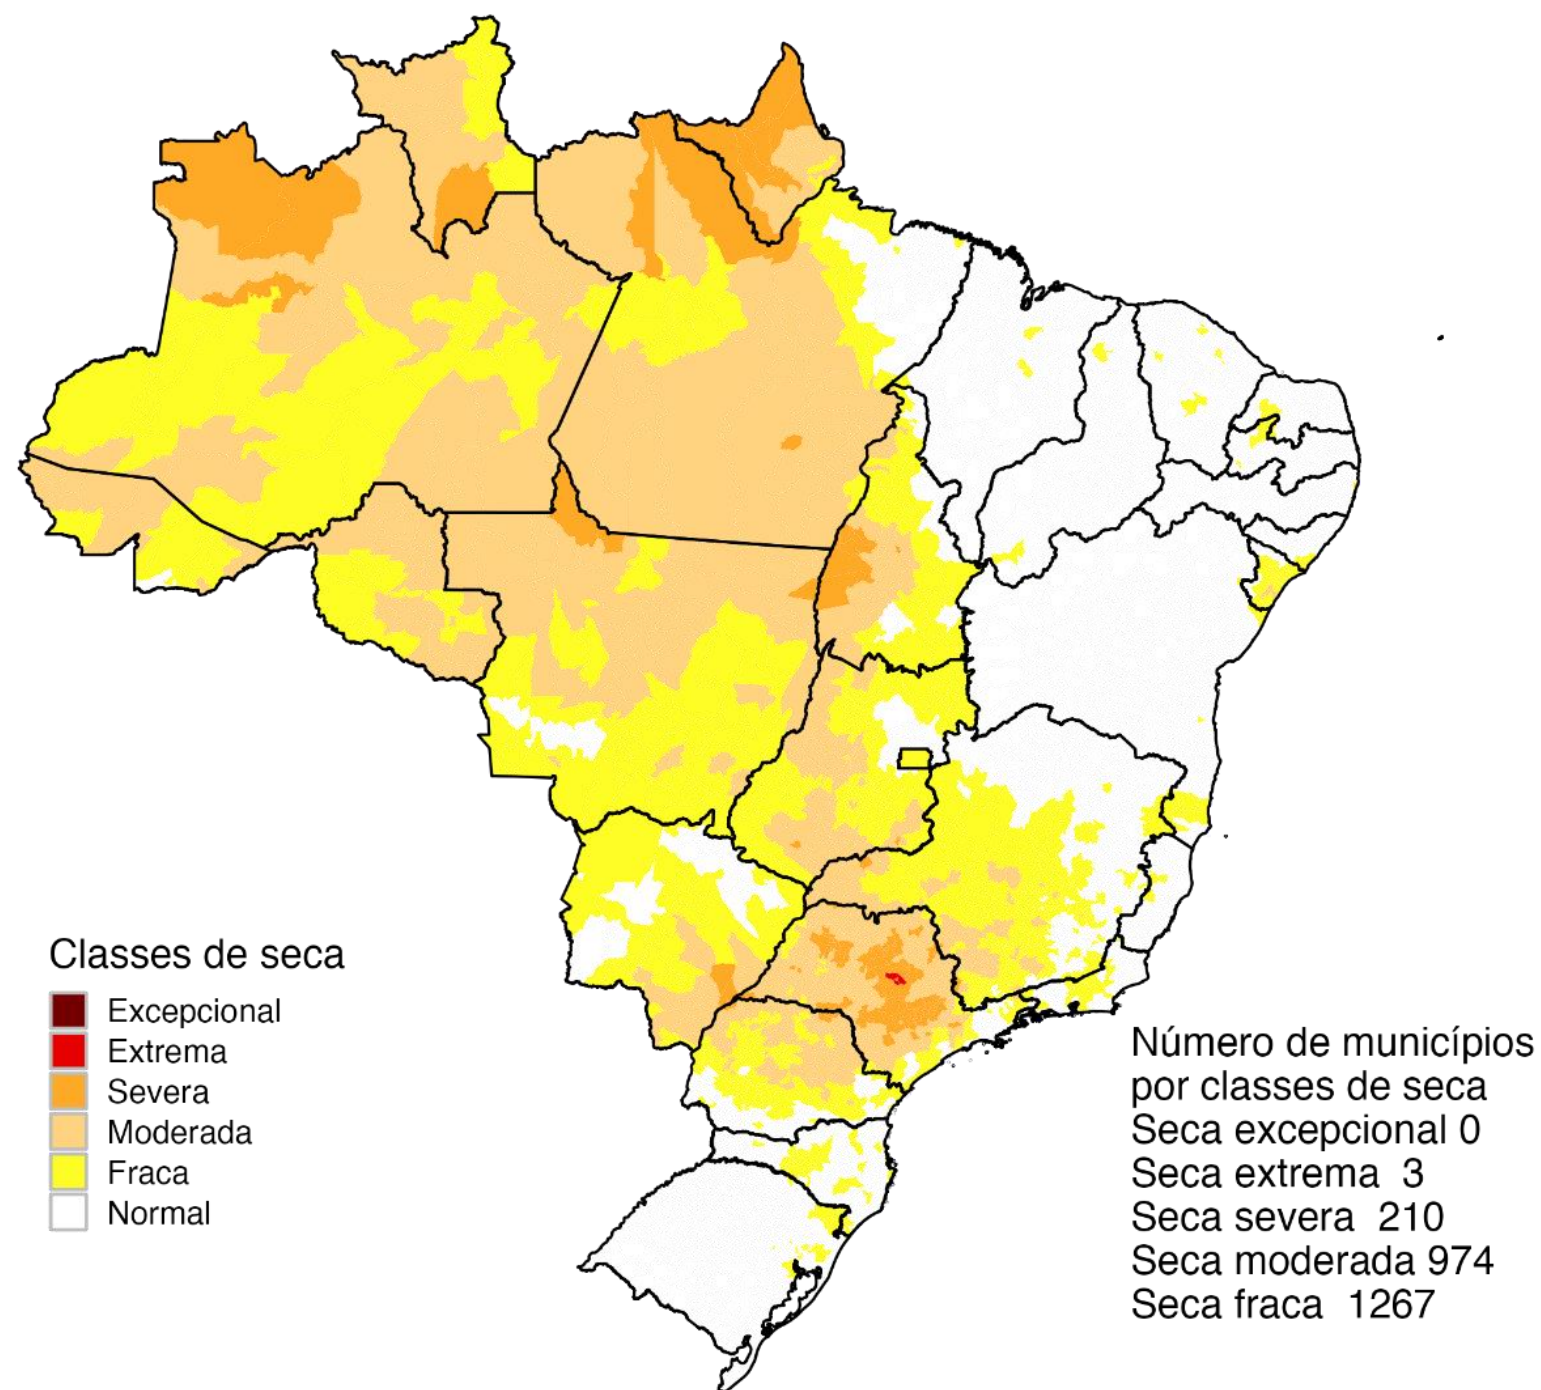 Classes de seca
Excepcional
Extrema
Severa
Moderada
Fraca
Normal
Número de municípios
por classes de seca
Seca excepcional 0
Seca extrema 3
Seca severa 210
Seca moderada 974
Seca fraca 1267